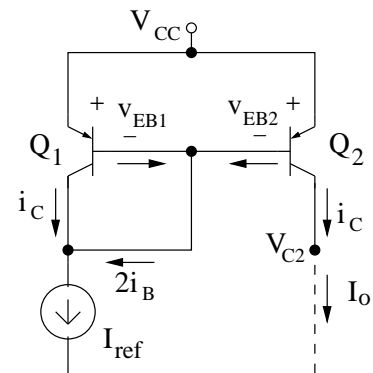 V_CC
+ v_EB1 − v_EB2 − +
Q_1 Q_2
i_C i_C
2i_B V_C2
I_ref I_o